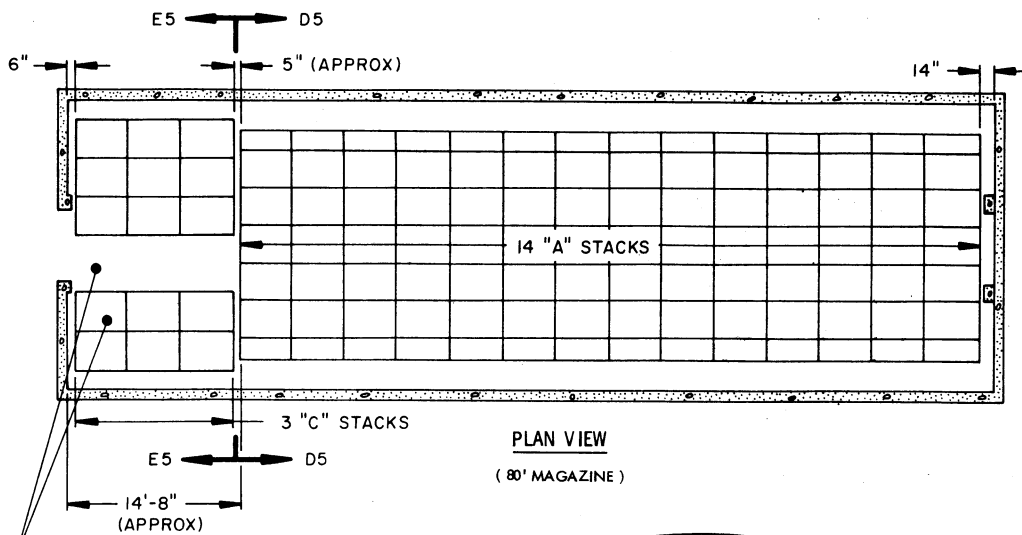 E5 D5
6" 5" (APPROX) 14"
14 "A" STACKS
3 "C" STACKS
PLAN VIEW
E5 D5
( 80' MAGAZINE )
14'-8"
(APPROX)